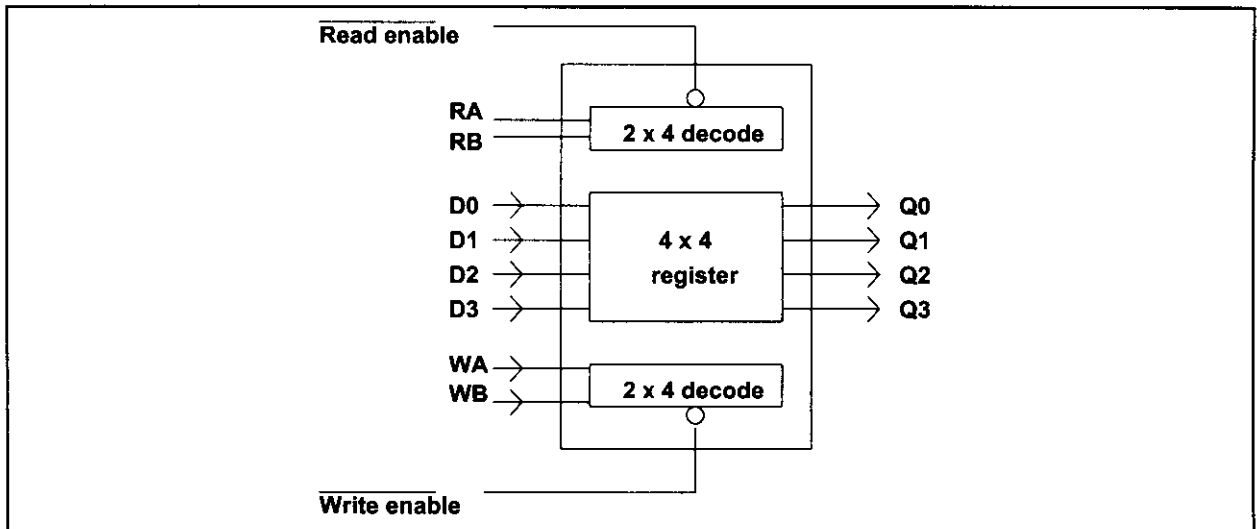 Read enable
RA
RB
2 x 4 decode
D0
D1
D2
D3
4 x 4
register
Q0
Q1
Q2
Q3
WA
WB
2 x 4 decode
Write enable